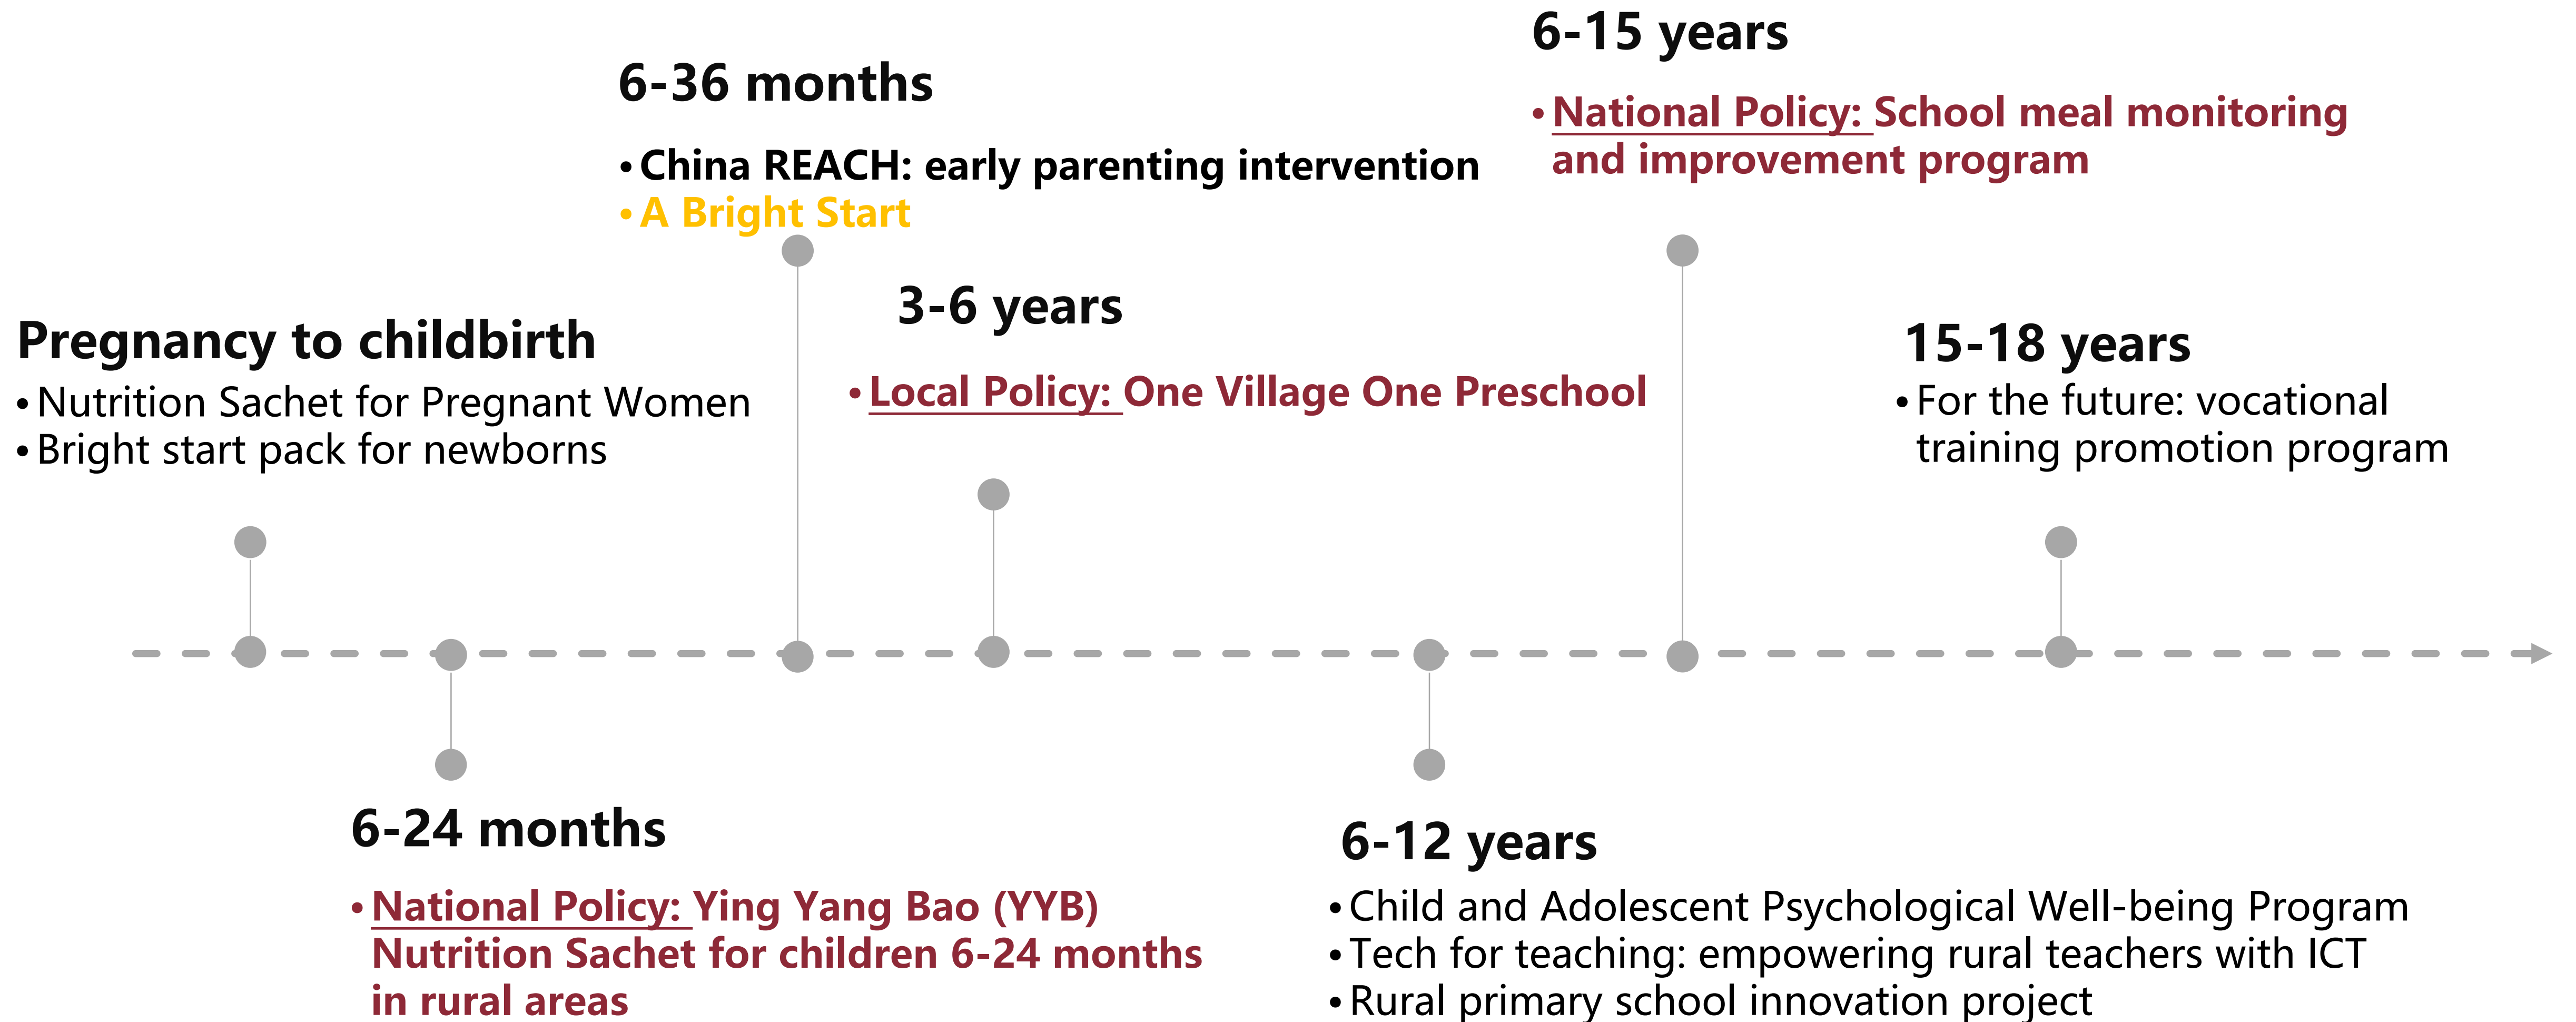 Pregnancy to childbirth
• Nutrition Sachet for Pregnant Women
• Bright start pack for newborns
6-24 months
• National Policy: Ying Yang Bao (YYB)
Nutrition Sachet for children 6-24 months
in rural areas
6-36 months
• China REACH: early parenting intervention
• A Bright Start
3-6 years
• Local Policy: One Village One Preschool
6-12 years
• Child and Adolescent Psychological Well-being Program
• Tech for teaching: empowering rural teachers with ICT
• Rural primary school innovation project
6-15 years
• National Policy: School meal monitoring
and improvement program
15-18 years
• For the future: vocational
training promotion program